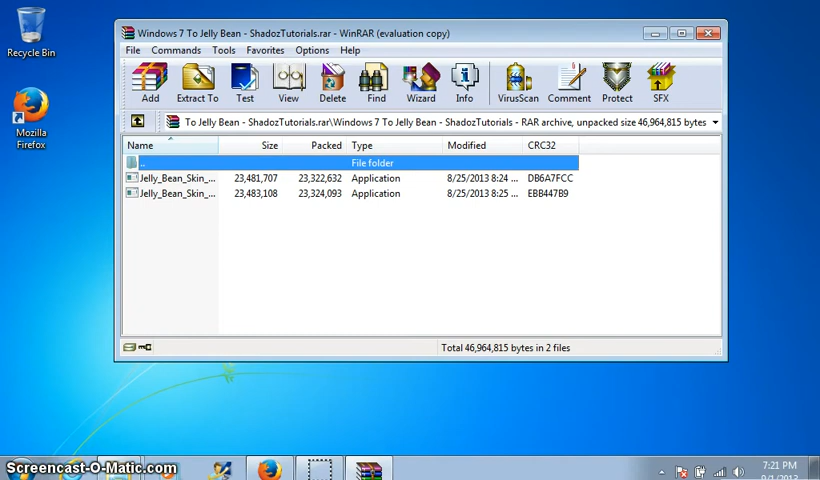 Windows 7 To Jelly Bean - ShadozTutorials.rar - WinRAR (evaluation copy)
Recycle Bin
File Commands Tools Favorites Options Help
Add Extract To Test View Delete Find Wizard Info VirusScan Comment Protect SFX
To Jelly Bean - ShadozTutorials.rar\Windows 7 To Jelly Bean - ShadozTutorials - RAR archive, unpacked size 46,964,815 bytes
Mozilla
Firefox
Name Size Packed Type Modified CRC32
.. File folder
Jelly_Bean_Skin_... 23,481,707 23,322,632 Application 8/25/2013 8:24 ... DB6A7FCC
Jelly_Bean_Skin_... 23,483,108 23,324,093 Application 8/25/2013 8:25 ... EBB447B9
Total 46,964,815 bytes in 2 files
Screencast-O-Matic.com
7:21 PM
9/1/2013